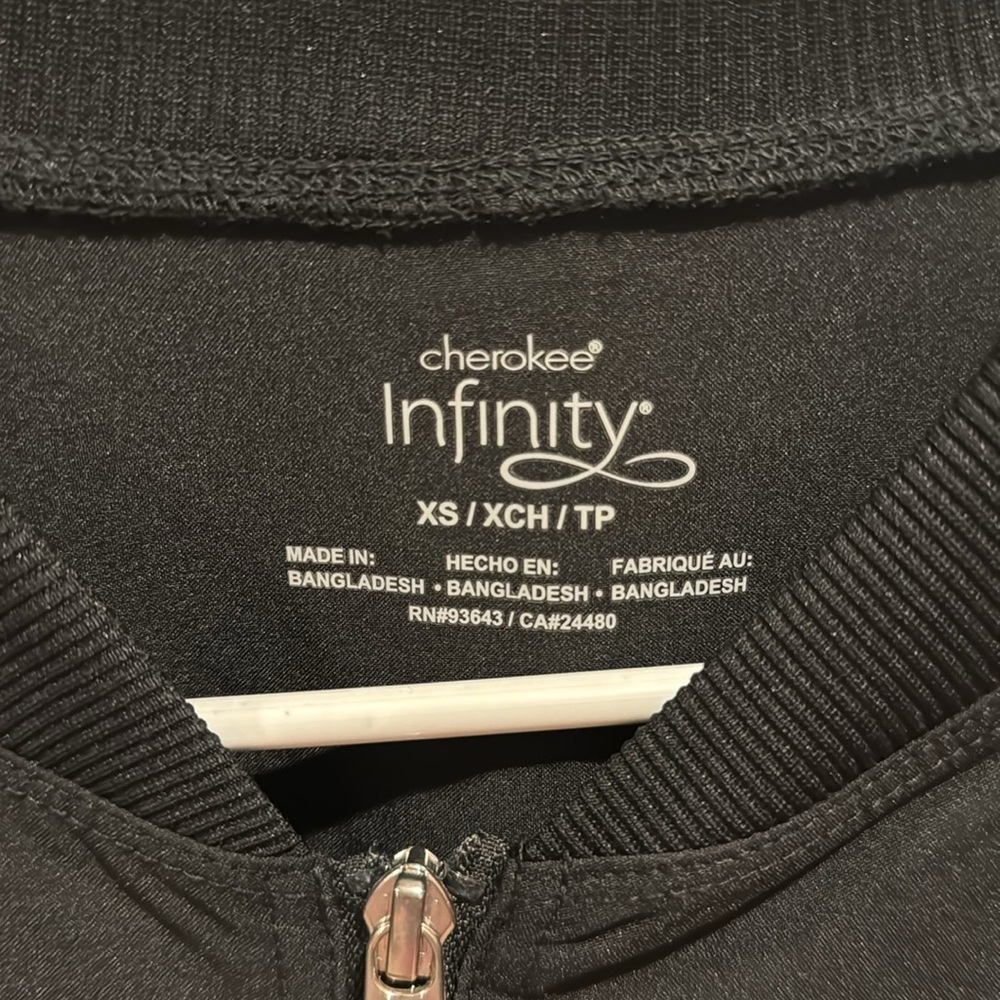 cherokee®
Infinity®
XS / XCH / TP
MADE IN: HECHO EN: FABRIQUÉ AU:
BANGLADESH • BANGLADESH • BANGLADESH
RN#93643 / CA#24480